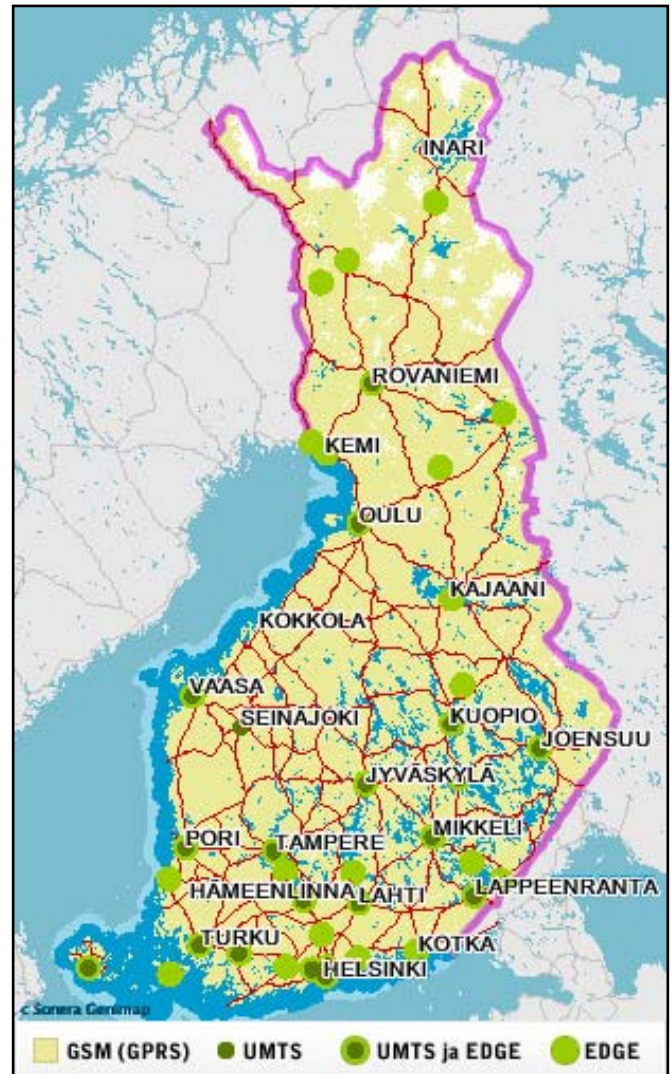 INARI
ROVANIEMI
KEMI
OULU
KAJAANI
KOKKOLA
VAASA
SEINÄJOKI
KUOPIO
JOENSUU
JYVÄSKYLÄ
PORI
TAMPERE
MIKKELI
HÄMEENLINNA
LAHTI
LAPPEENRANTA
TURKU
KOTKA
HELSINKI
c Sonera Genimap
GSM (GPRS) UMTS UMTS ja EDGE EDGE